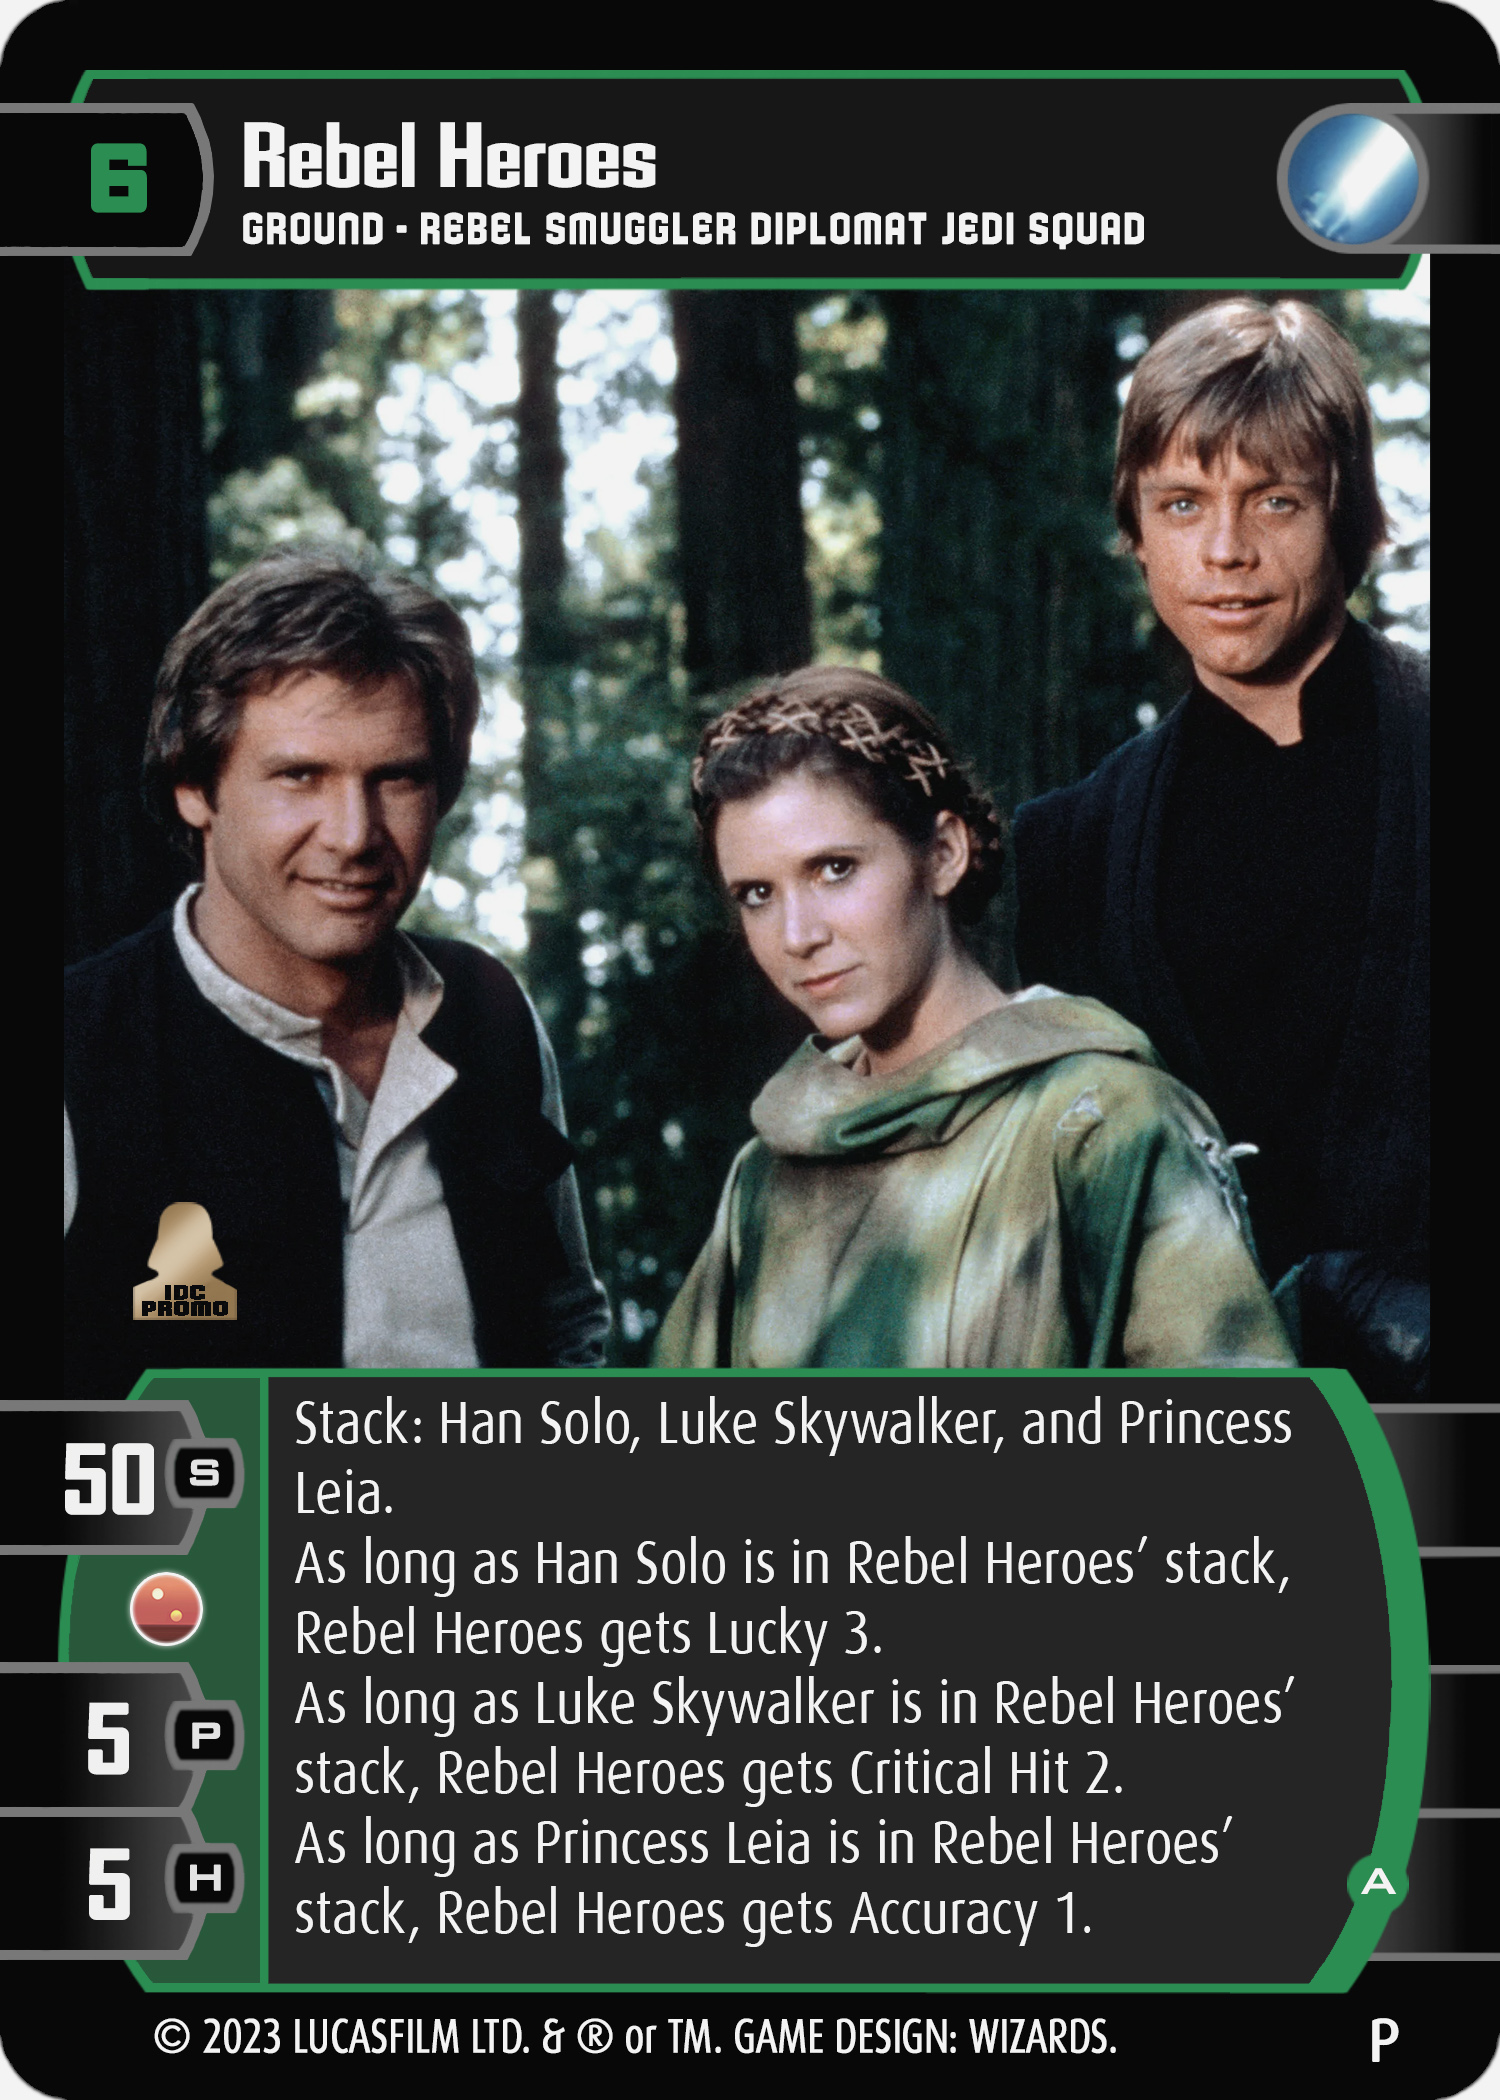 6
Rebel Heroes
GROUND - REBEL SMUGGLER DIPLOMAT JEDI SQUAD
IDC
PROMO
50 S
5 P
5 H
Stack: Han Solo, Luke Skywalker, and Princess
Leia.
As long as Han Solo is in Rebel Heroes’ stack,
Rebel Heroes gets Lucky 3.
As long as Luke Skywalker is in Rebel Heroes’
stack, Rebel Heroes gets Critical Hit 2.
As long as Princess Leia is in Rebel Heroes’
stack, Rebel Heroes gets Accuracy 1.
A
© 2023 LUCASFILM LTD. & ® or TM. GAME DESIGN: WIZARDS.
P